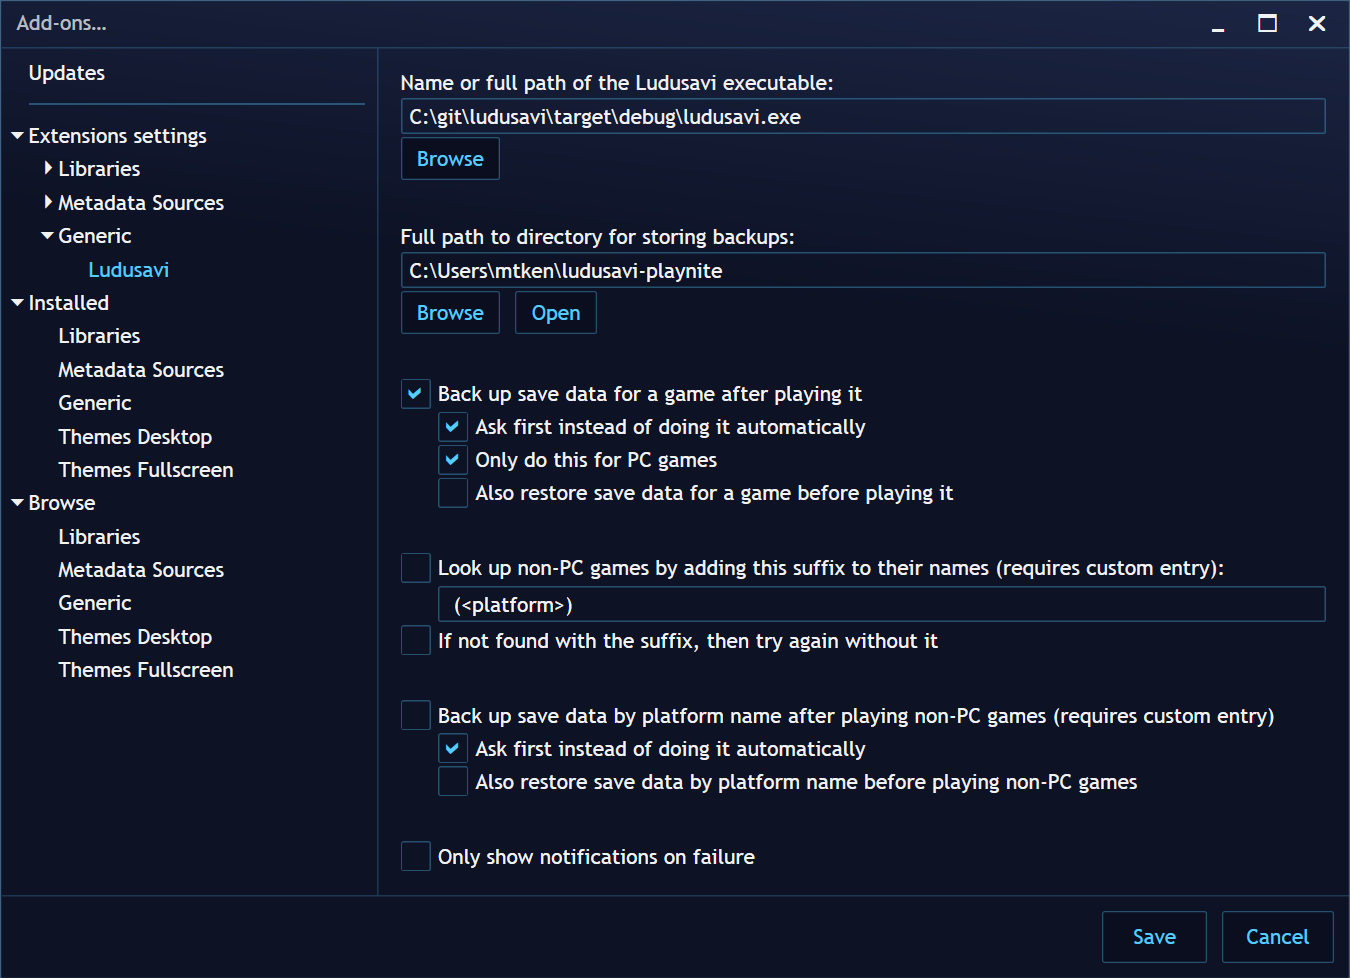 Add-ons...
Updates
Extensions settings
Libraries
Metadata Sources
Generic
Ludusavi
Installed
Libraries
Metadata Sources
Generic
Themes Desktop
Themes Fullscreen
Browse
Libraries
Metadata Sources
Generic
Themes Desktop
Themes Fullscreen
Name or full path of the Ludusavi executable:
C:\git\ludusavi\target\debug\ludusavi.exe
Browse
Full path to directory for storing backups:
C:\Users\mtken\ludusavi-playnite
Browse Open
Back up save data for a game after playing it
Ask first instead of doing it automatically
Only do this for PC games
Also restore save data for a game before playing it
Look up non-PC games by adding this suffix to their names (requires custom entry):
(<platform>)
If not found with the suffix, then try again without it
Back up save data by platform name after playing non-PC games (requires custom entry)
Ask first instead of doing it automatically
Also restore save data by platform name before playing non-PC games
Only show notifications on failure
Save Cancel